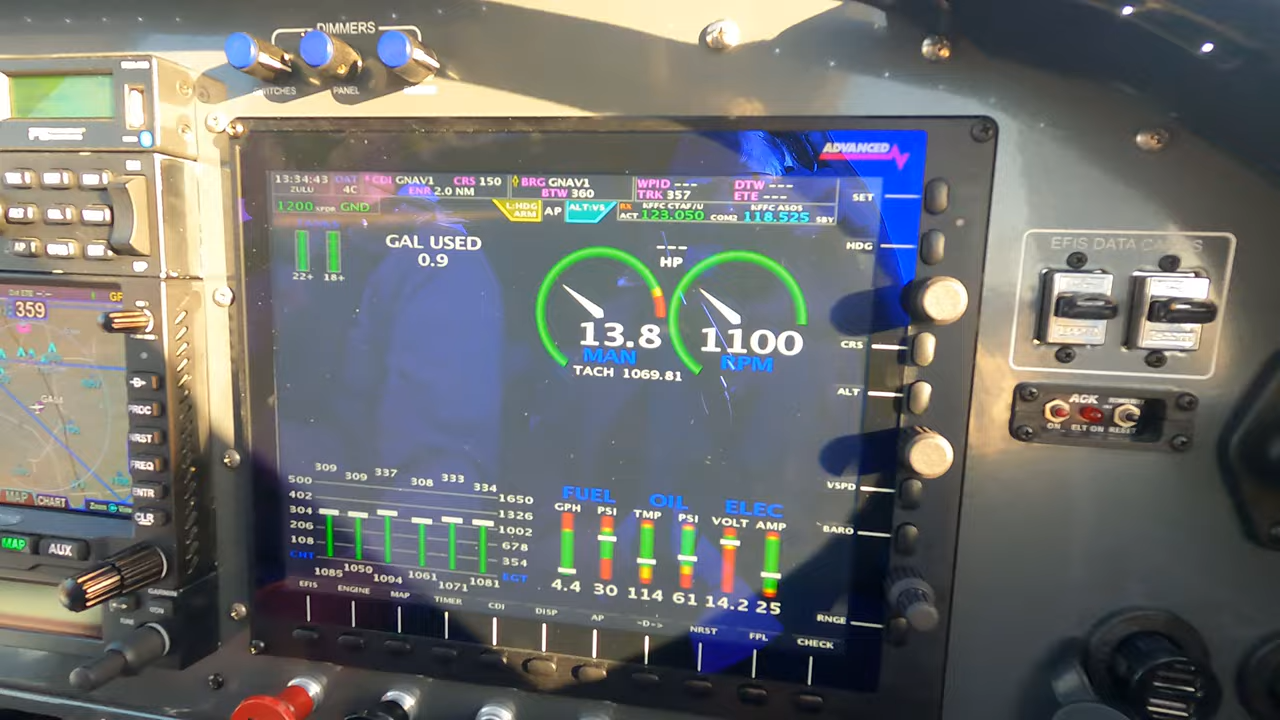 DIMMERS
PANEL
ADVANCED
13:34:43 OAT CDI GNAV1 CRS 150 BRG GNAV1 WPID --- DTW ---
ZULU 4C ENR 2.0 NM BTW 360 TRK 357 ETE ---
1200 XPDR GND L:HDG ARM AP ALT:VS RX ACT KFFC CTAF/U 123.050 COM2 KFFC ASOS 118.525 SBY
SET
HDG
CRS
ALT
VSPD
BARO
RNGE
22+ 18+
GAL USED
0.9
---
HP
13.8 1100
MAN RPM
TACH 1069.81
309 309 337 308 333 334
500 1650
402 1326
304 1002
206 678
108 354
CHT EGT
1085 1050 1094 1061 1071 1081
FUEL OIL ELEC
GPH PSI TMP PSI VOLT AMP
4.4 30 114 61 14.2 25
EFIS ENGINE MAP TIMER CDI DISP AP -D-> NRST FPL CHECK
EFIS DATA
ACK
ON ELT ON RESET
359
GA64
PROC
NRST
FREQ
ENTR
CLR
MAP CHART
MAP AUX
GARMIN